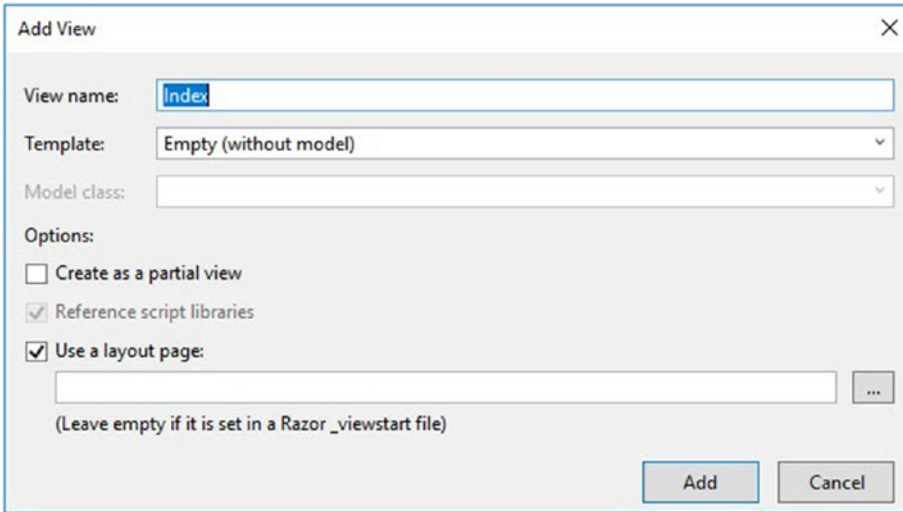 Add View
View name: Index
Template: Empty (without model)
Model class:
Options:
Create as a partial view
Reference script libraries
Use a layout page:
...
(Leave empty if it is set in a Razor _viewstart file)
Add Cancel